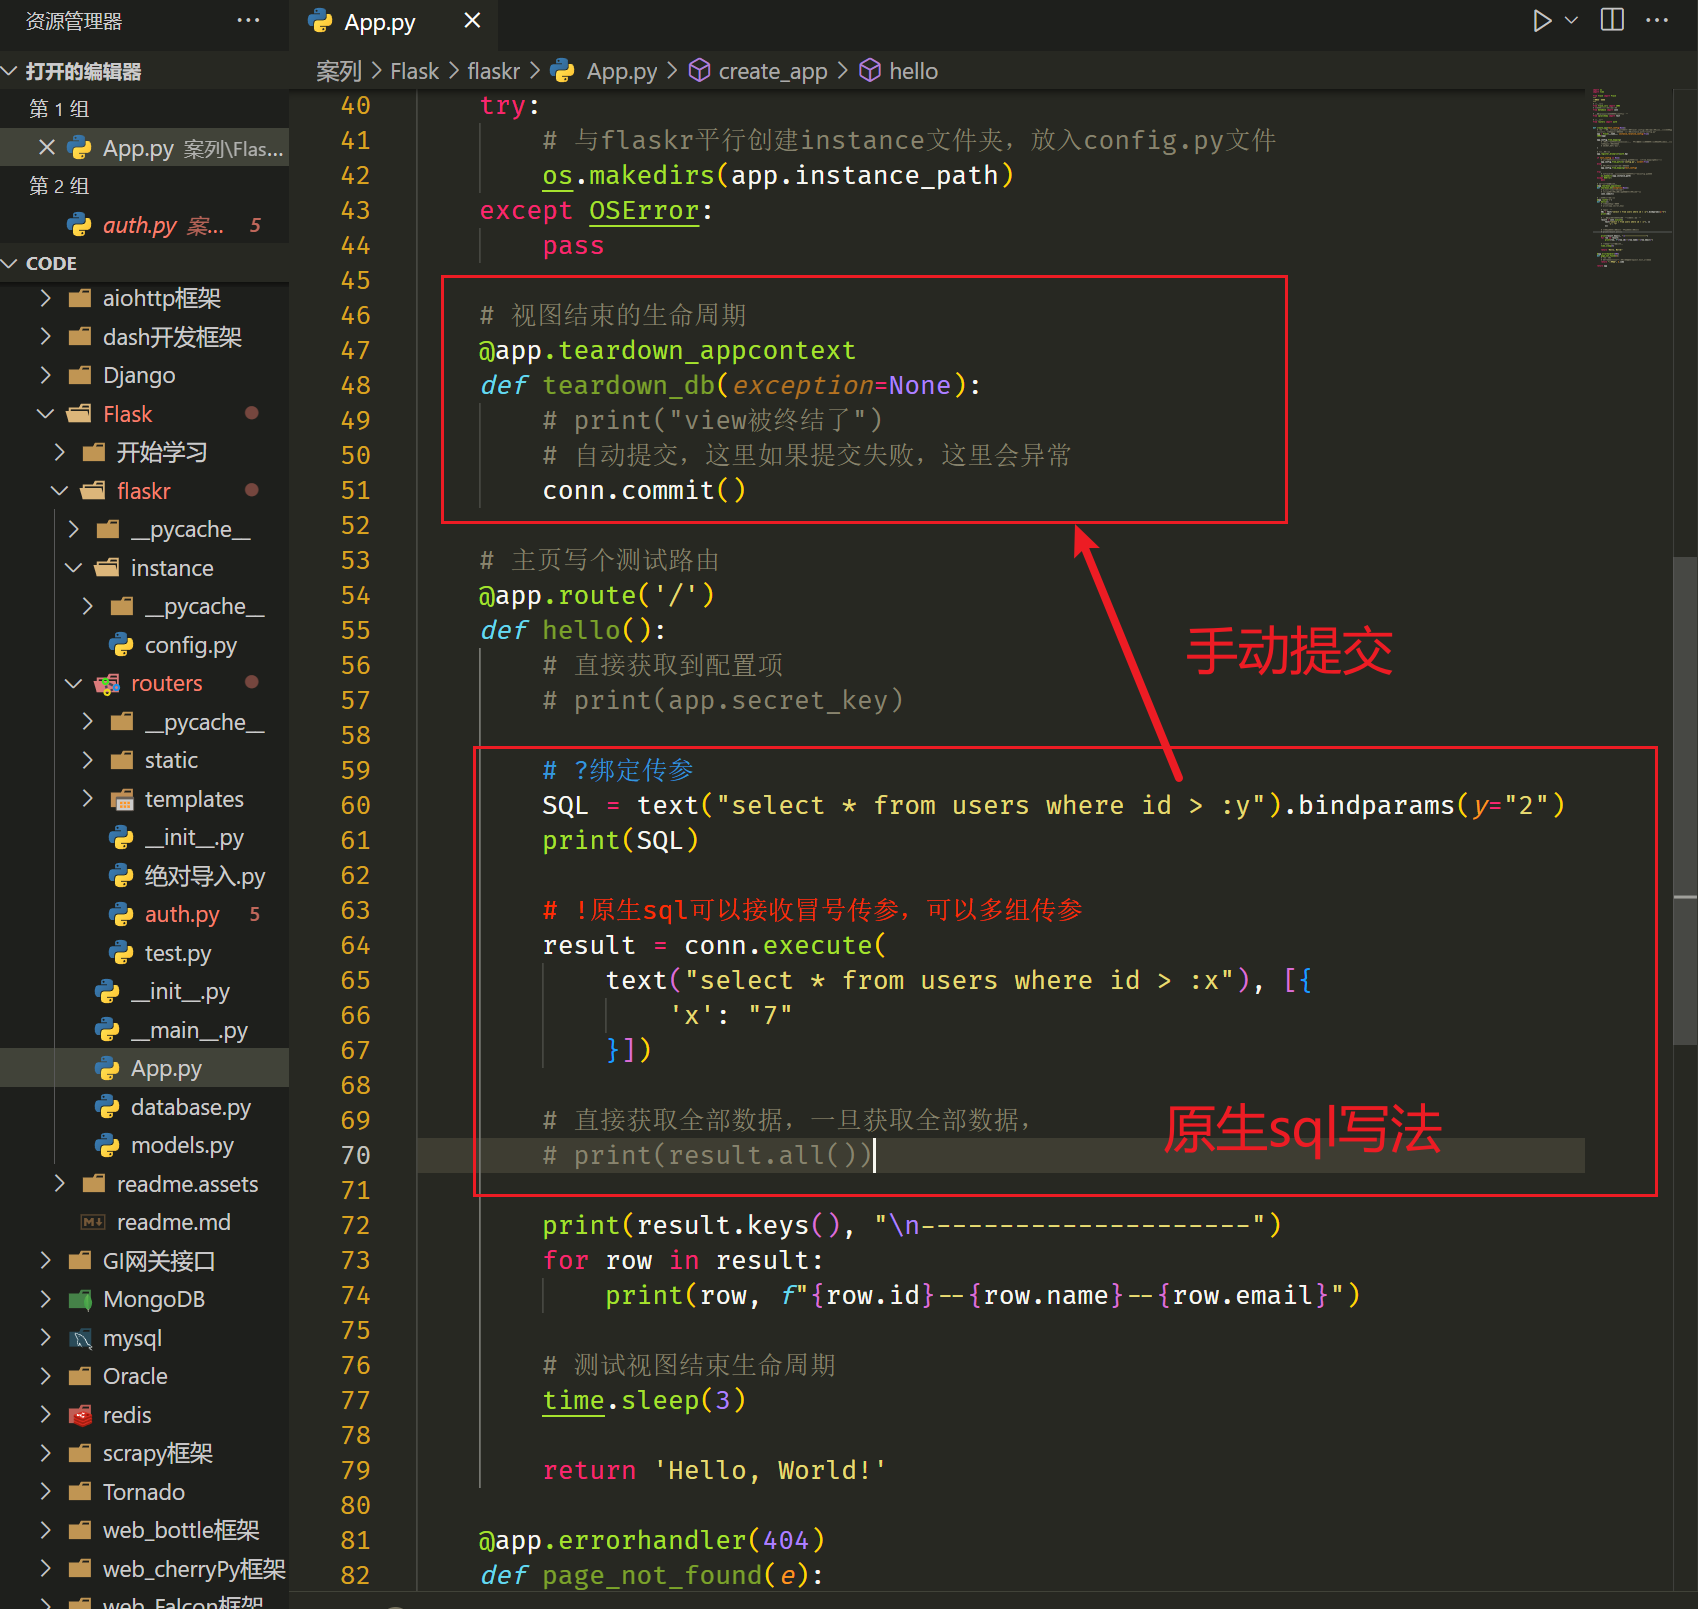 资源管理器 ···
打开的编辑器
第 1 组
App.py 案列\Flas...
第 2 组
auth.py 案... 5
CODE
aiohttp框架
dash开发框架
Django
Flask
开始学习
flaskr
__pycache__
instance
__pycache__
config.py
routers
__pycache__
static
templates
__init__.py
绝对导入.py
auth.py 5
test.py
__init__.py
__main__.py
App.py
database.py
models.py
readme.assets
readme.md
GI网关接口
MongoDB
mysql
Oracle
redis
scrapy框架
Tornado
web_bottle框架
web_cherryPy框架
web_Falcon框架
App.py
案列 > Flask > flaskr > App.py > create_app > hello
40 try:
41 # 与flaskr平行创建instance文件夹，放入config.py文件
42 os.makedirs(app.instance_path)
43 except OSError:
44 pass
45
46 # 视图结束的生命周期
47 @app.teardown_appcontext
48 def teardown_db(exception=None):
49 # print("view被终结了")
50 # 自动提交，这里如果提交失败，这里会异常
51 conn.commit()
52
53 # 主页写个测试路由
54 @app.route('/')
55 def hello():
56 # 直接获取到配置项
57 # print(app.secret_key)
58
手动提交
59 # ?绑定传参
60 SQL = text("select * from users where id > :y").bindparams(y="2")
61 print(SQL)
62
63 # !原生sql可以接收冒号传参，可以多组传参
64 result = conn.execute(
65 text("select * from users where id > :x"), [{
66 'x': "7"
67 }])
68
69 # 直接获取全部数据，一旦获取全部数据，
70 # print(result.all())
原生sql写法
71
72 print(result.keys(), "\n---------------------")
73 for row in result:
74 print(row, f"{row.id}--{row.name}--{row.email}")
75
76 # 测试视图结束生命周期
77 time.sleep(3)
78
79 return 'Hello, World!'
80
81 @app.errorhandler(404)
82 def page_not_found(e):